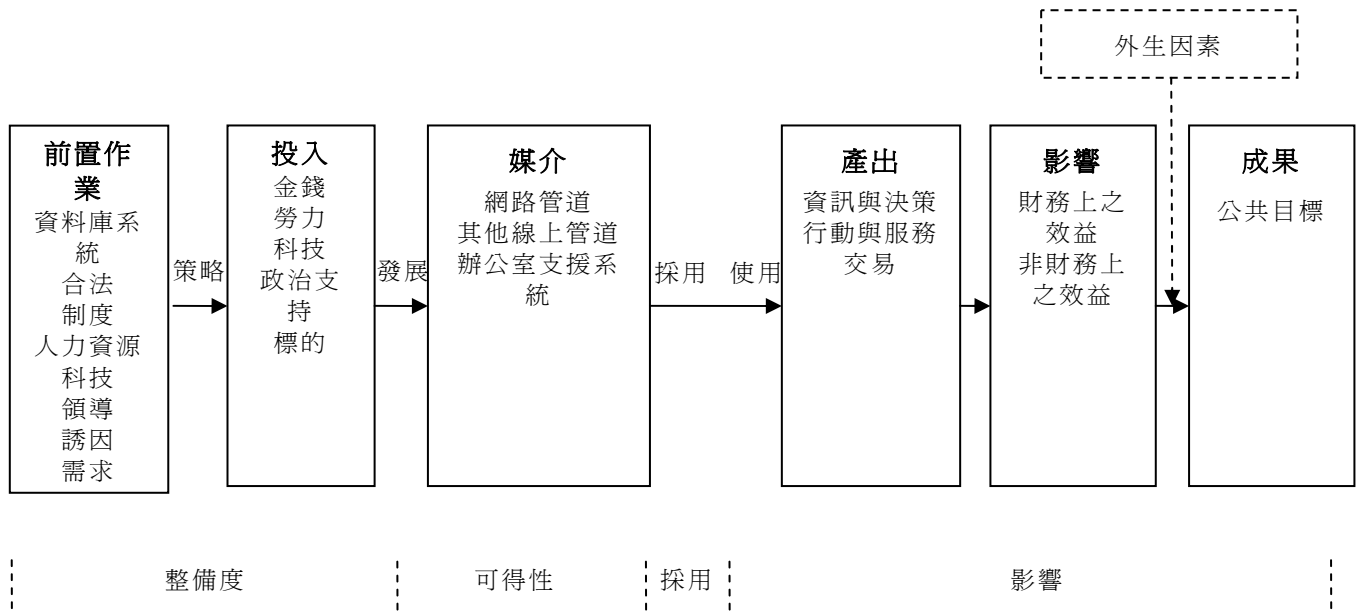 外生因素
前置作
業
資料庫系
統
合法
制度
人力資源
科技
領導
誘因
需求
策略
投入
金錢
勞力
科技
政治支
持
標的
發展
媒介
網路管道
其他線上管道
辦公室支援系
統
採用 使用
產出
資訊與決策
行動與服務
交易
影響
財務上之
效益
非財務上
之效益
成果
公共目標
整備度
可得性
採用
影響